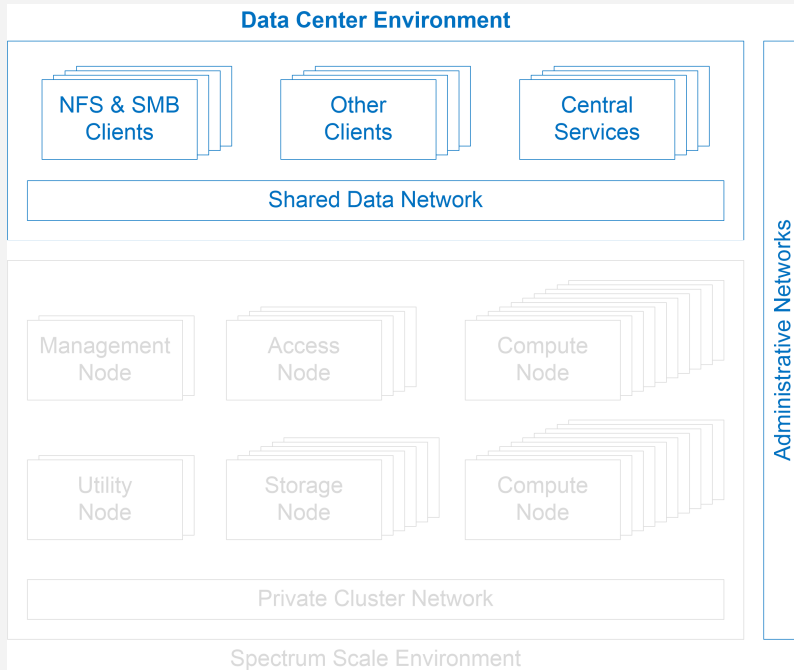 Data Center Environment
NFS & SMB
Clients
Other
Clients
Central
Services
Shared Data Network
Administrative Networks
Management
Node
Access
Node
Compute
Node
Utility
Node
Storage
Node
Compute
Node
Private Cluster Network
Spectrum Scale Environment